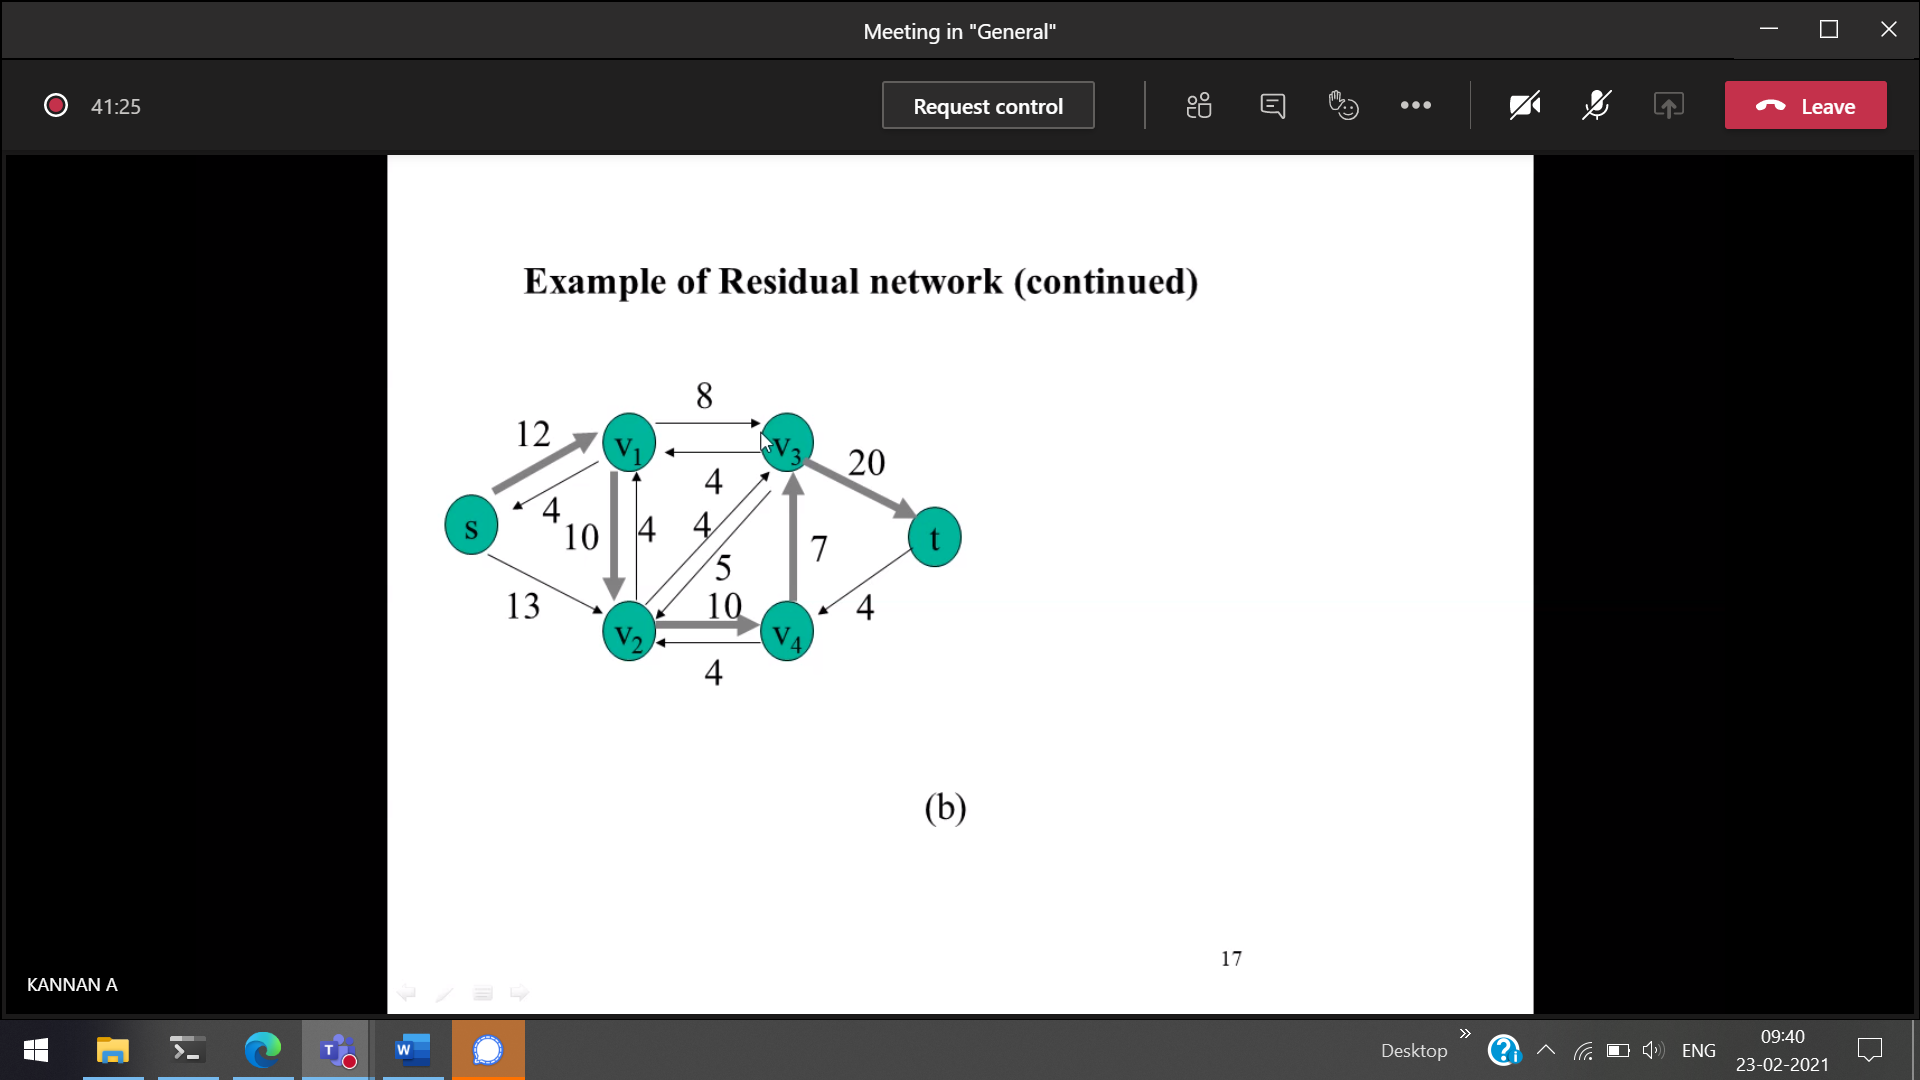 Meeting in "General"
41:25
Request control
Leave
Example of Residual network (continued)
8
12
v1
v3
20
4
4
s
10
4
4
t
7
5
13
10
4
v2
v4
4
(b)
17
KANNAN A
Desktop
ENG
09:40
23-02-2021